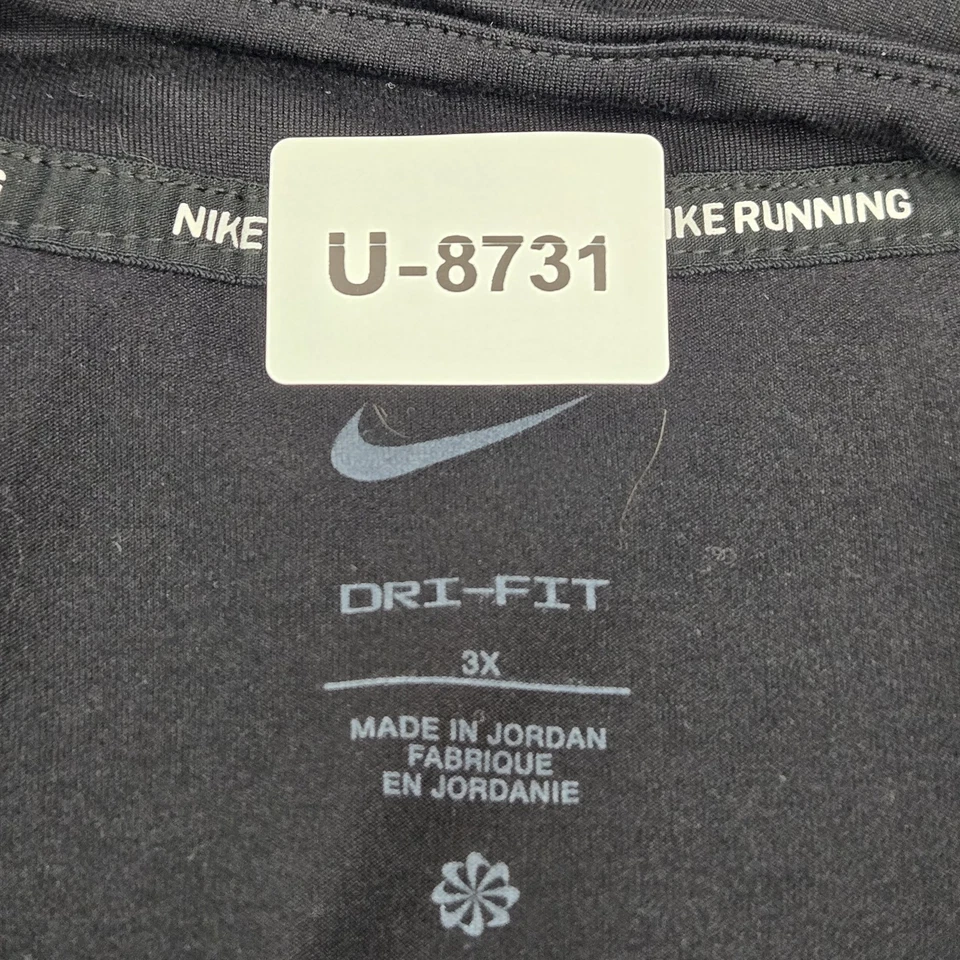 NIKE
IKE RUNNING
U-8731
DRI-FIT
3X
MADE IN JORDAN
FABRIQUE
EN JORDANIE